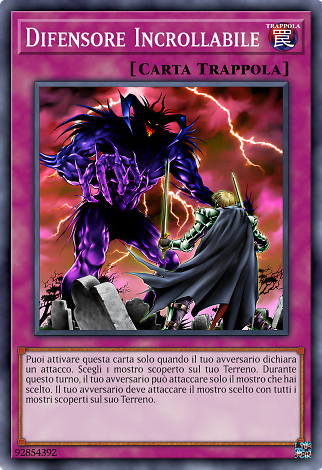 Difensore Incrollabile
TRAPPOLA
罠
[Carta Trappola]
Puoi attivare questa carta solo quando il tuo avversario dichiara
un attacco. Scegli 1 mostro scoperto sul tuo Terreno. Durante
questo turno, il tuo avversario può attaccare solo il mostro che hai
scelto. Il tuo avversario deve attaccare il mostro scelto con tutti i
mostri scoperti sul suo Terreno.
92854392